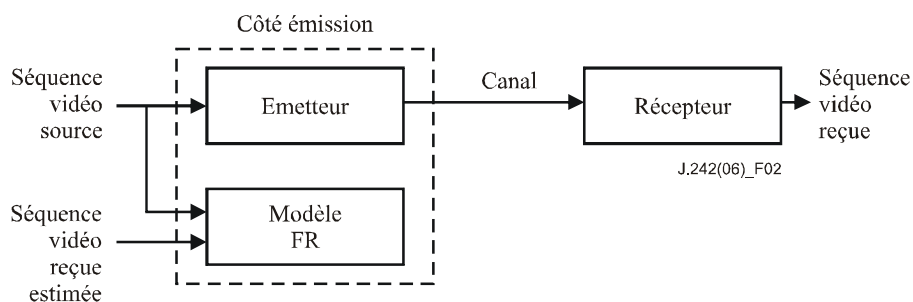 Côté émission
Séquence
vidéo
source
Emetteur
Canal
Récepteur
Séquence
vidéo
reçue
J.242(06)_F02
Séquence
vidéo
reçue
estimée
Modèle
FR